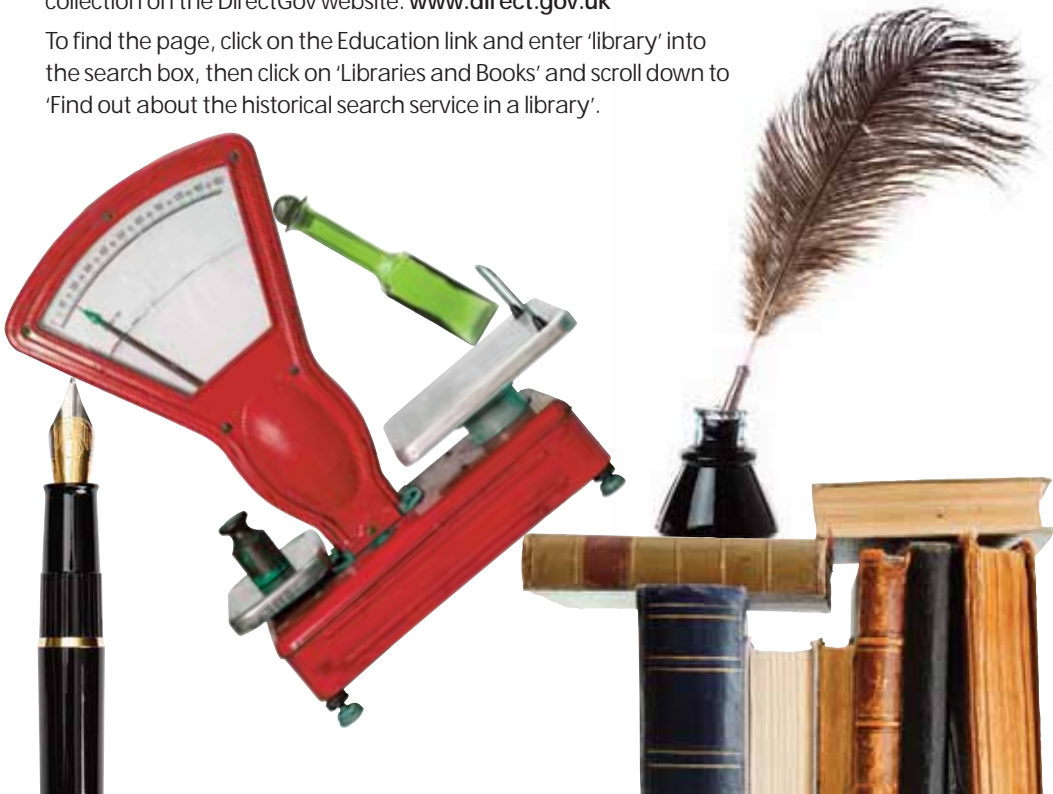 collection on the DirectGov website: www.direct.gov.uk
To find the page, click on the Education link and enter ‘library’ into
the search box, then click on ‘Libraries and Books’ and scroll down to
‘Find out about the historical search service in a library’.